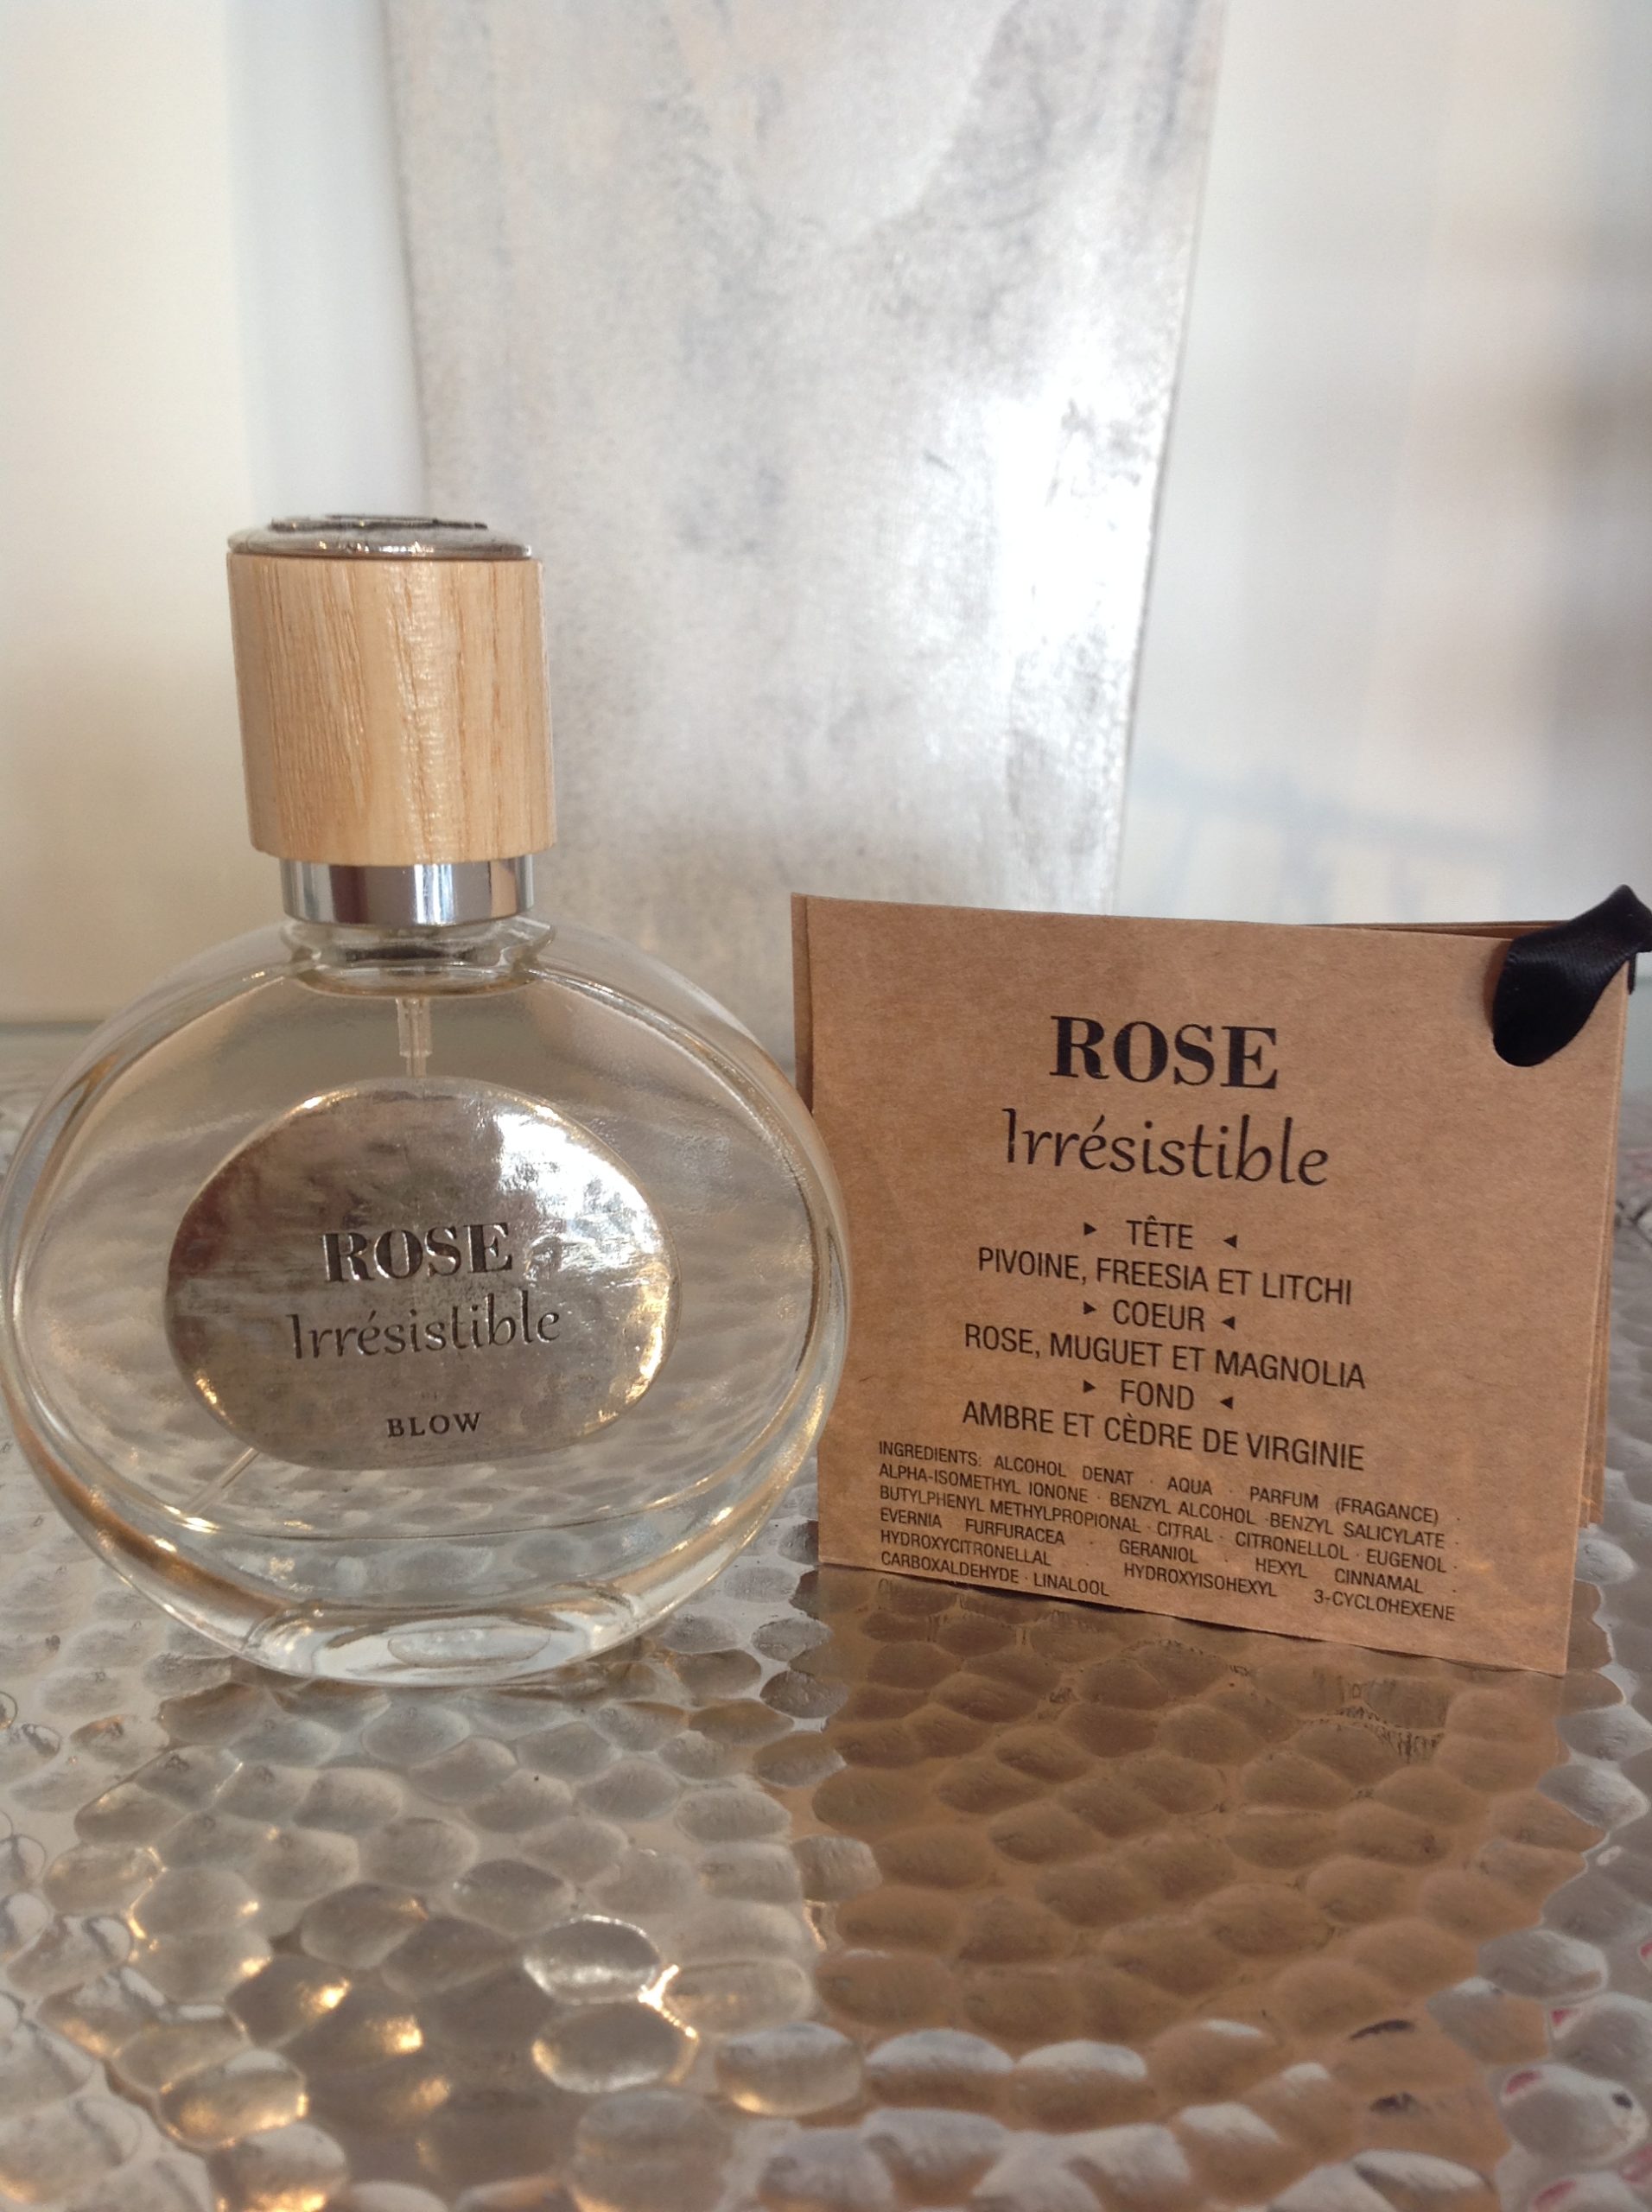 ROSE
Irrésistible
BLOW
ROSE
Irrésistible
▸ TÊTE ◂
PIVOINE, FREESIA ET LITCHI
▸ COEUR ◂
ROSE, MUGUET ET MAGNOLIA
▸ FOND ◂
AMBRE ET CÈDRE DE VIRGINIE
INGREDIENTS: ALCOHOL DENAT · AQUA · PARFUM (FRAGANCE) ·
ALPHA-ISOMETHYL IONONE · BENZYL ALCOHOL · BENZYL SALICYLATE ·
BUTYLPHENYL METHYLPROPIONAL · CITRAL · CITRONELLOL · EUGENOL ·
EVERNIA FURFURACEA · GERANIOL · HEXYL CINNAMAL ·
HYDROXYCITRONELLAL · HYDROXYISOHEXYL 3-CYCLOHEXENE
CARBOXALDEHYDE · LINALOOL